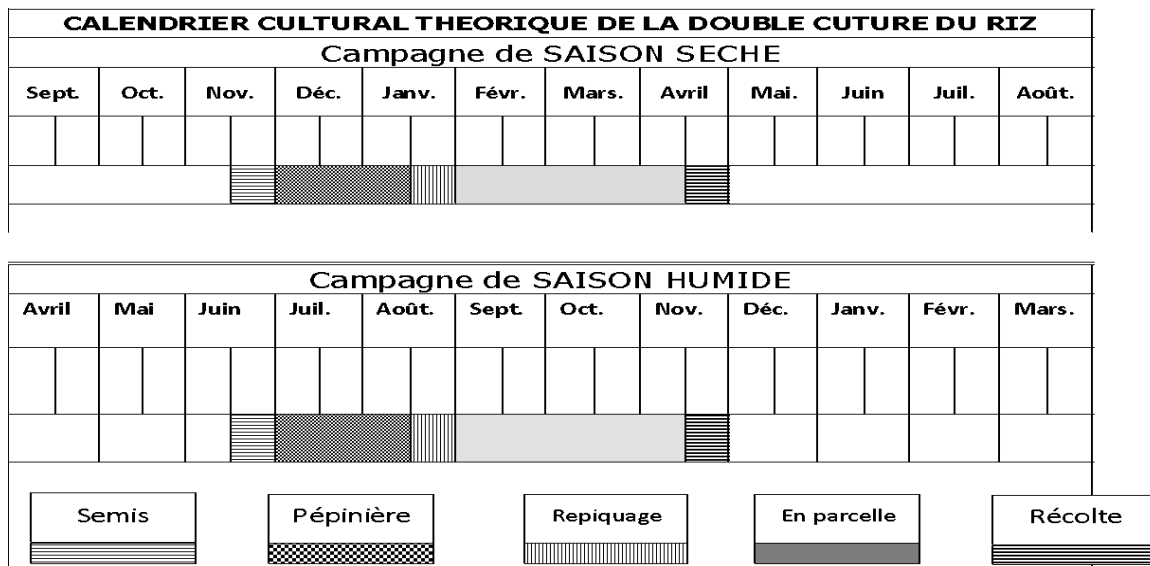 CALENDRIER CULTURAL THEORIQUE DE LA DOUBLE CUTURE DU RIZ
Campagne de SAISON SECHE
Sept. Oct. Nov. Déc. Janv. Févr. Mars. Avril Mai. Juin Juil. Août.
Campagne de SAISON HUMIDE
Avril Mai Juin Juil. Août. Sept. Oct. Nov. Déc. Janv. Févr. Mars.
Semis Pépinière Repiquage En parcelle Récolte